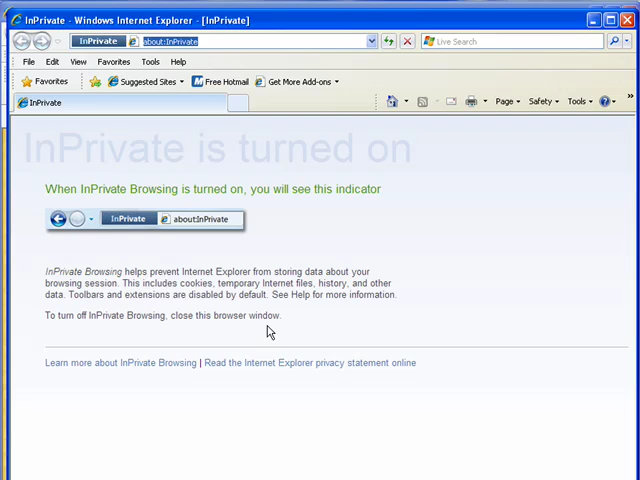 InPrivate - Windows Internet Explorer - [InPrivate]
InPrivate about:InPrivate Live Search
File Edit View Favorites Tools Help
Favorites Suggested Sites Free Hotmail Get More Add-ons
InPrivate Page Safety Tools »
InPrivate is turned on
When InPrivate Browsing is turned on, you will see this indicator
InPrivate about:InPrivate
InPrivate Browsing helps prevent Internet Explorer from storing data about your
browsing session. This includes cookies, temporary Internet files, history, and other
data. Toolbars and extensions are disabled by default. See Help for more information.
To turn off InPrivate Browsing, close this browser window.
Learn more about InPrivate Browsing | Read the Internet Explorer privacy statement online